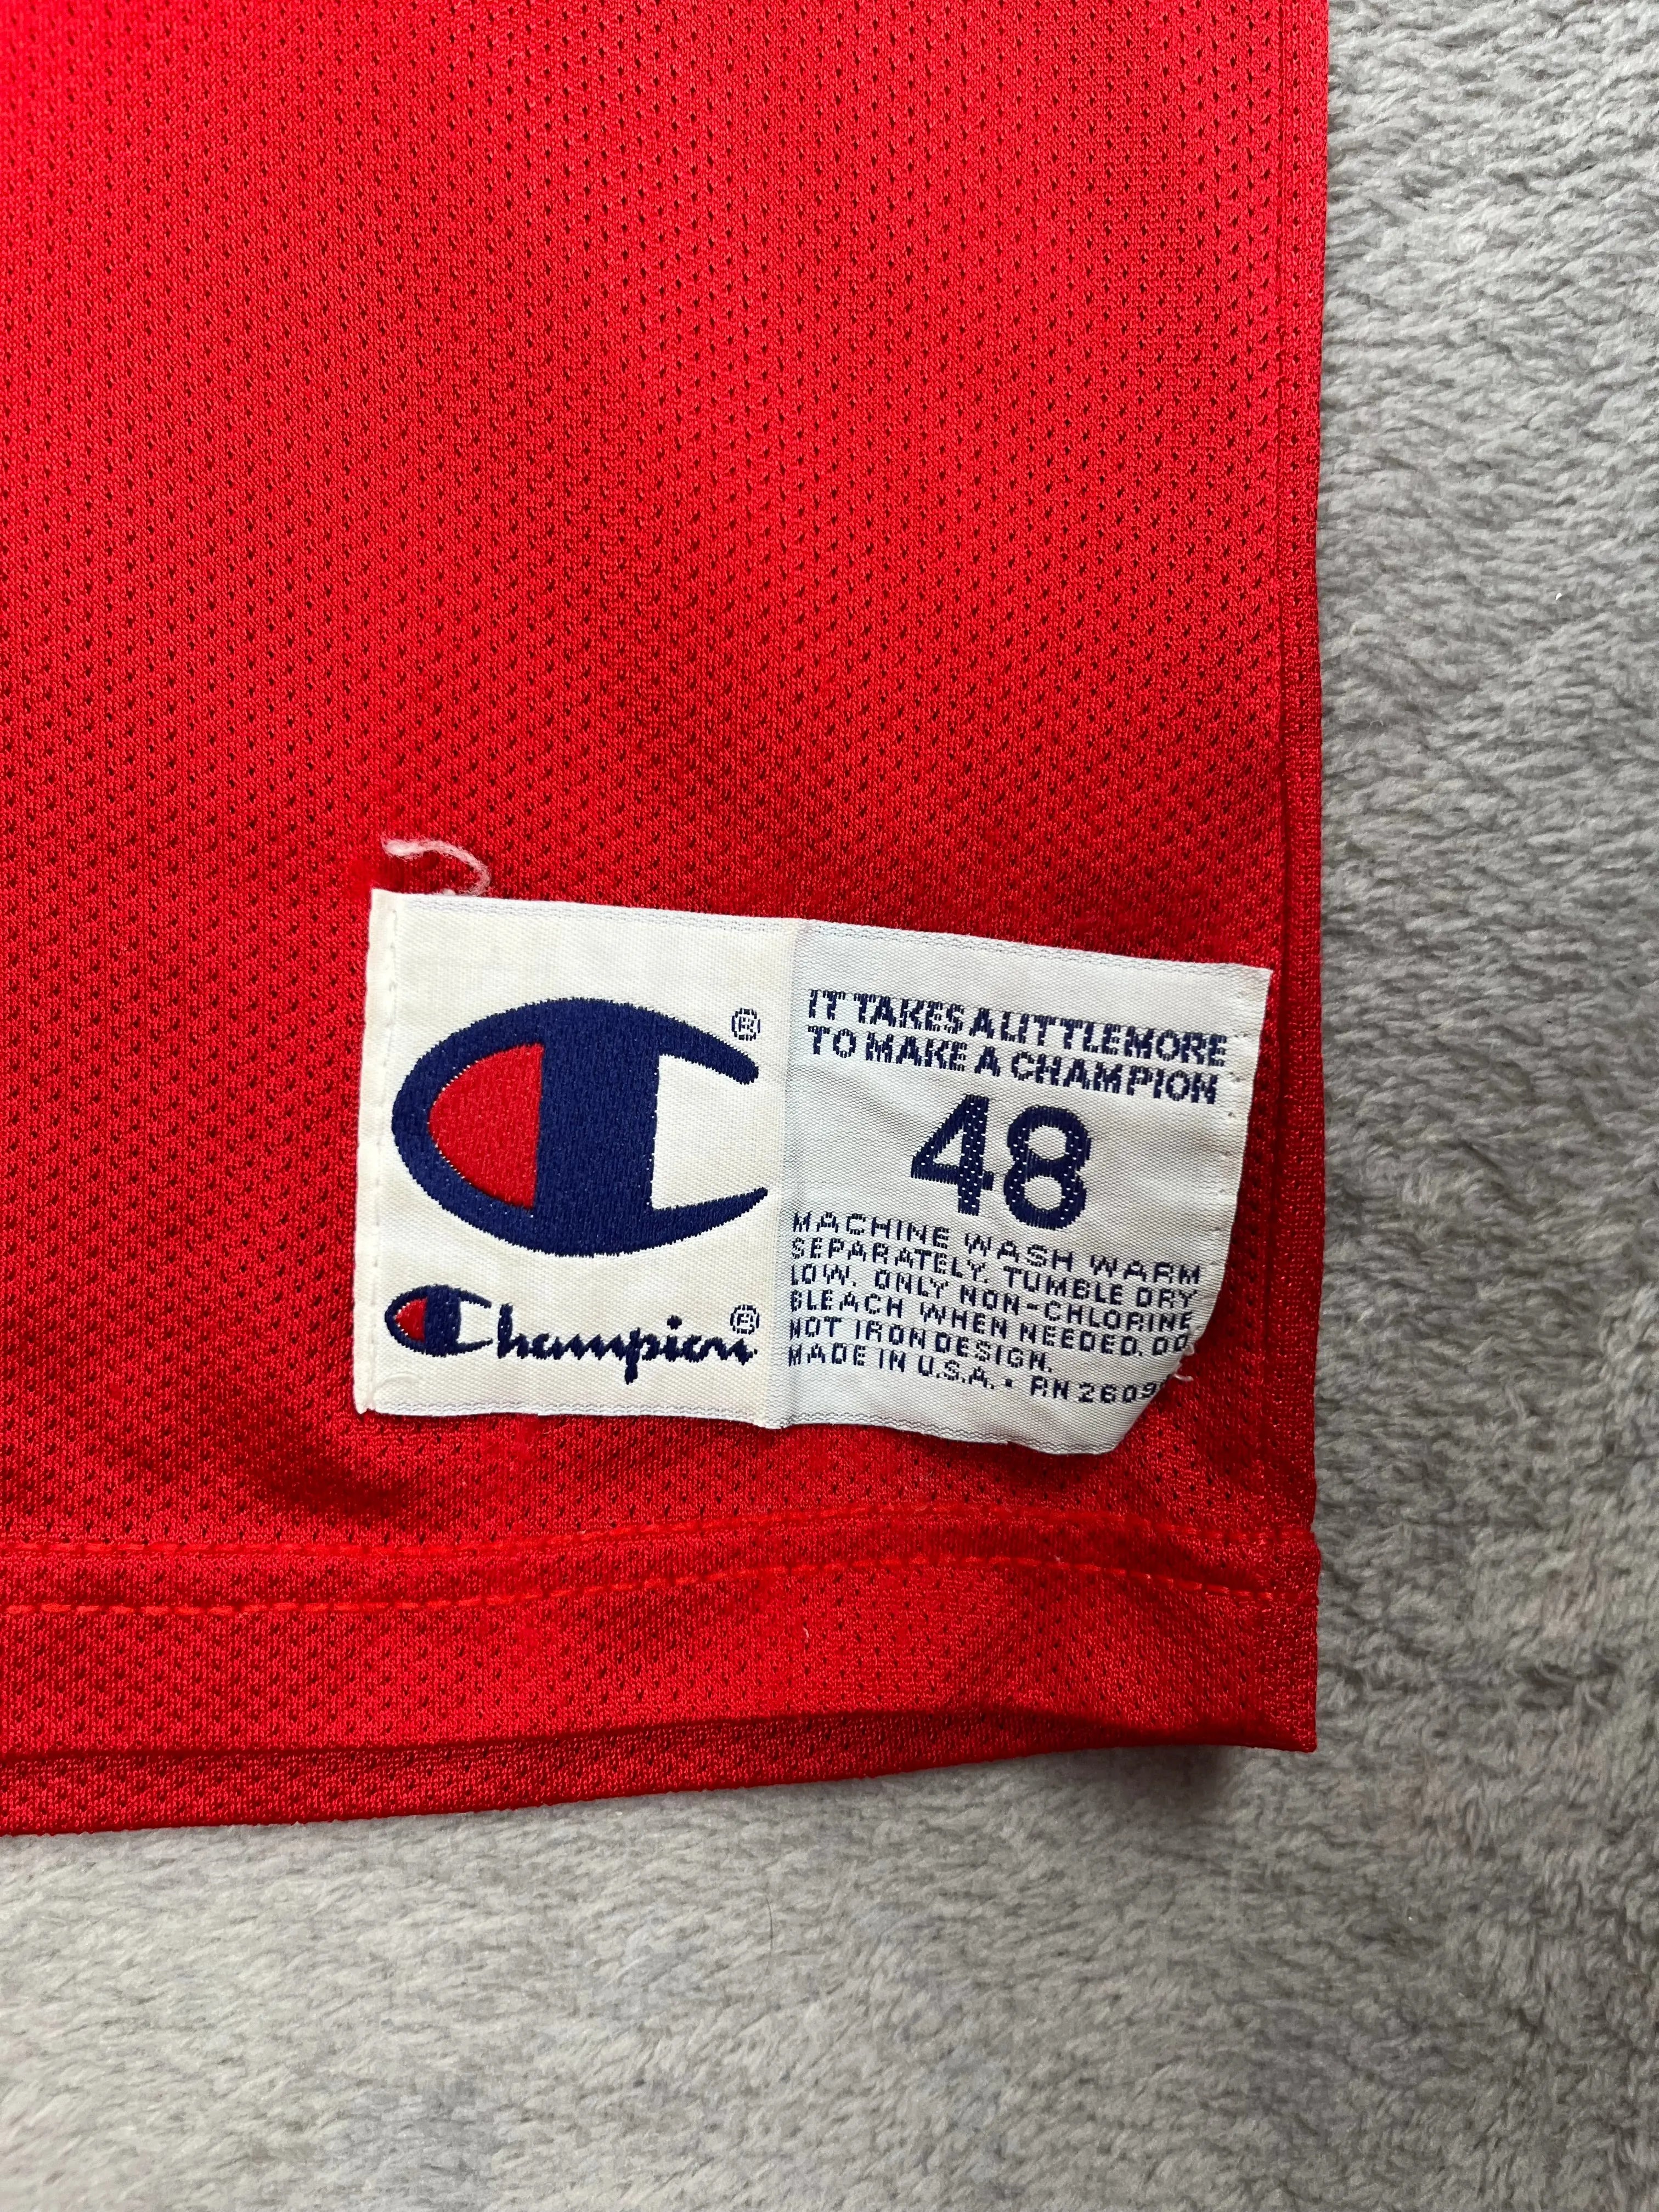 ®
Champion®
IT TAKES A LITTLE MORE
TO MAKE A CHAMPION
48
MACHINE WASH WARM
SEPARATELY. TUMBLE DRY
LOW. ONLY NON-CHLORINE
BLEACH WHEN NEEDED. DO
NOT IRON DESIGN.
MADE IN U.S.A. • RN